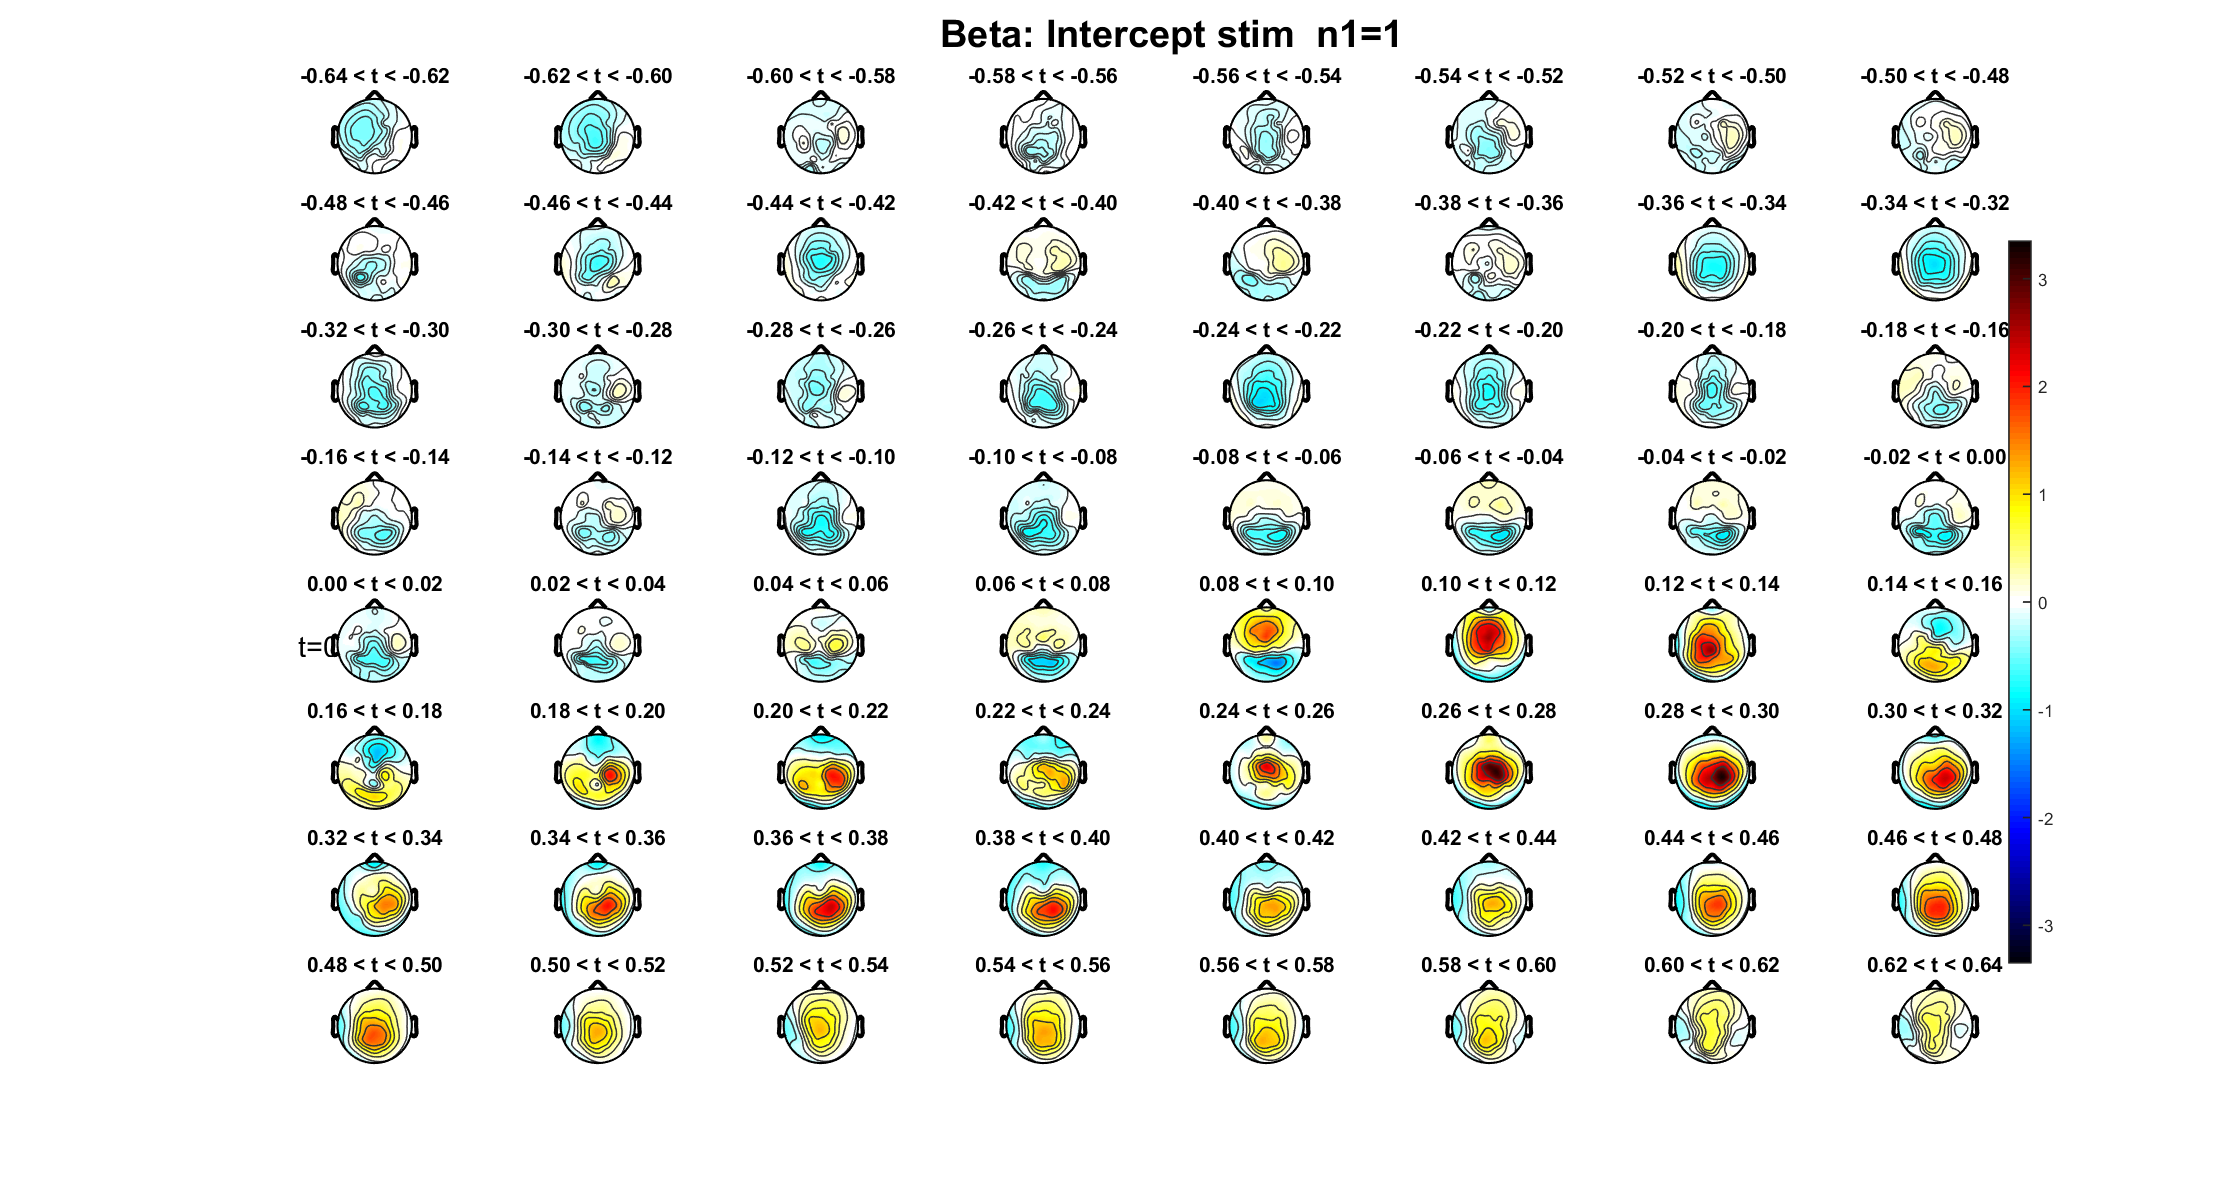 Beta: Intercept stim  n1=1
-0.64 < t < -0.62 -0.62 < t < -0.60 -0.60 < t < -0.58 -0.58 < t < -0.56 -0.56 < t < -0.54 -0.54 < t < -0.52 -0.52 < t < -0.50 -0.50 < t < -0.48
-0.48 < t < -0.46 -0.46 < t < -0.44 -0.44 < t < -0.42 -0.42 < t < -0.40 -0.40 < t < -0.38 -0.38 < t < -0.36 -0.36 < t < -0.34 -0.34 < t < -0.32
-0.32 < t < -0.30 -0.30 < t < -0.28 -0.28 < t < -0.26 -0.26 < t < -0.24 -0.24 < t < -0.22 -0.22 < t < -0.20 -0.20 < t < -0.18 -0.18 < t < -0.16
-0.16 < t < -0.14 -0.14 < t < -0.12 -0.12 < t < -0.10 -0.10 < t < -0.08 -0.08 < t < -0.06 -0.06 < t < -0.04 -0.04 < t < -0.02 -0.02 < t < 0.00
0.00 < t < 0.02 0.02 < t < 0.04 0.04 < t < 0.06 0.06 < t < 0.08 0.08 < t < 0.10 0.10 < t < 0.12 0.12 < t < 0.14 0.14 < t < 0.16
t=0
0.16 < t < 0.18 0.18 < t < 0.20 0.20 < t < 0.22 0.22 < t < 0.24 0.24 < t < 0.26 0.26 < t < 0.28 0.28 < t < 0.30 0.30 < t < 0.32
0.32 < t < 0.34 0.34 < t < 0.36 0.36 < t < 0.38 0.38 < t < 0.40 0.40 < t < 0.42 0.42 < t < 0.44 0.44 < t < 0.46 0.46 < t < 0.48
0.48 < t < 0.50 0.50 < t < 0.52 0.52 < t < 0.54 0.54 < t < 0.56 0.56 < t < 0.58 0.58 < t < 0.60 0.60 < t < 0.62 0.62 < t < 0.64
3
2
1
0
-1
-2
-3